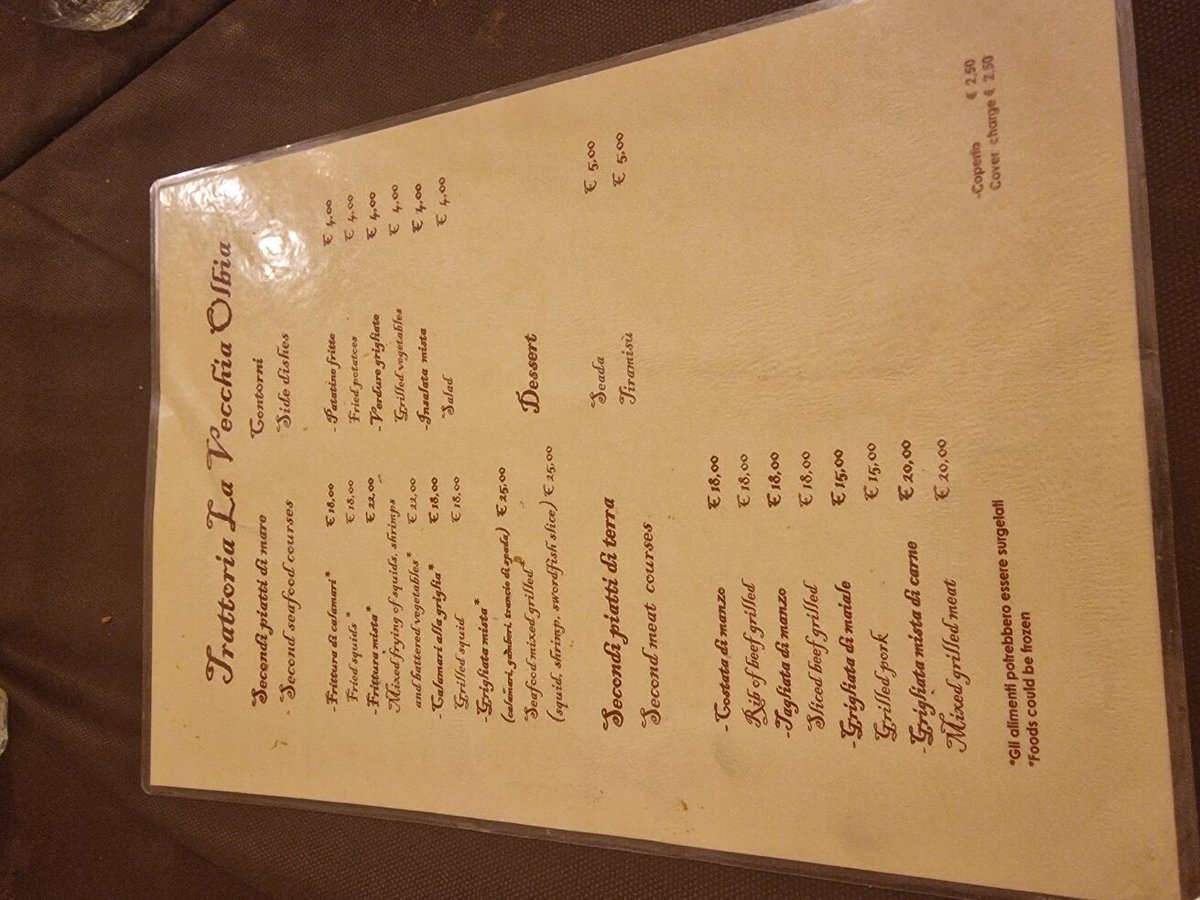 Trattoria La Vecchia Olbia
Secondi piatti di mare
- Second seafood courses
-Frittura di calamari* € 18,00
Fried squids* € 18,00
-Frittura mista* € 22,00
Mixed frying of squids, shrimps
and battered vegetables* € 22,00
-Calamari alla griglia* € 18,00
Grilled squid € 18,00
-Grigliata mista*
(calamari, gamberi, trancio di spada) € 25,00
Seafood mixed grilled*
(squid, shrimp, swordfish slice) € 25,00
Secondi piatti di terra
Second meat courses
-Costata di manzo € 18,00
Rib of beef grilled € 18,00
-Tagliata di manzo € 18,00
Sliced beef grilled € 18,00
-Grigliata di maiale € 15,00
Grilled pork € 15,00
-Grigliata mista di carne € 20,00
Mixed grilled meat € 20,00
*Gli alimenti potrebbero essere surgelati
*Foods could be frozen
Contorni
Side dishes
-Patatine fritte € 4,00
Fried potatoes € 4,00
-Verdure grigliate € 4,00
Grilled vegetables € 4,00
-Insalata mista € 4,00
Salad € 4,00
Dessert
Seada € 5,00
Tiramisù € 5,00
-Coperto € 2,50
Cover charge € 2,50